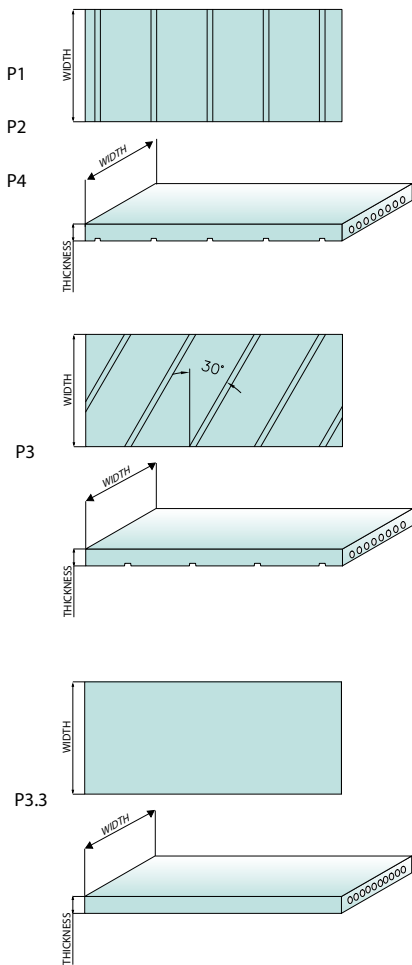 WIDTH
P1
P2
WIDTH
P4
THICKNESS
WIDTH
30°
P3
WIDTH
THICKNESS
WIDTH
P3.3
WIDTH
THICKNESS